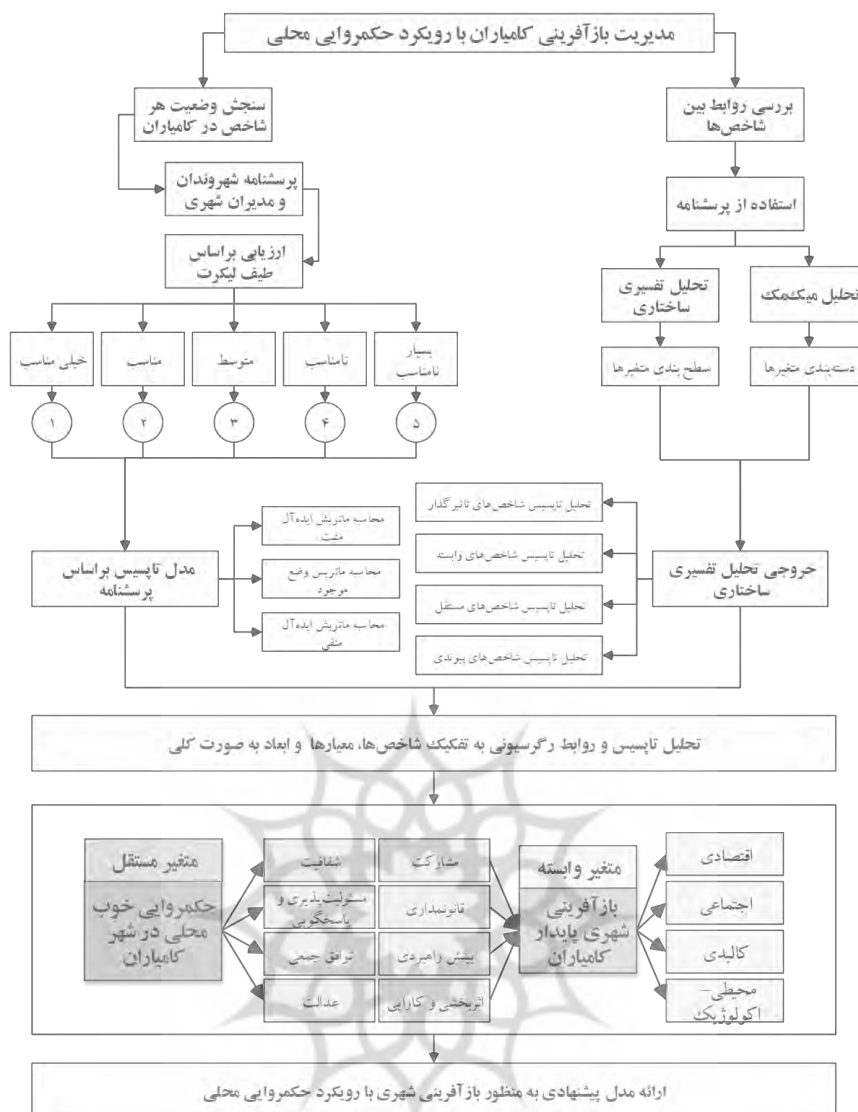 مدیریت بازآفرینی کامیاران با رویکرد حکمروایی محلی
بررسی روابط بین
شاخص‌ها
سنجش وضعیت هر
شاخص در کامیاران
پرسشنامه شهروندان
و مدیران شهری
استفاده از پرسشنامه
ارزیابی براساس
طیف لیکرت
تحلیل میک‌مک
تحلیل تفسیری
ساختاری
بسیار
نامناسب
نامناسب
متوسط
مناسب
خیلی مناسب
دسته‌بندی متغیرها
سطح بندی متغیرها
۵
۴
۳
۲
۱
تحلیل تاپسیس شاخص‌های تاثیرگذار
تحلیل تاپسیس شاخص‌های وابسته
تحلیل تاپسیس شاخص‌های مستقل
تحلیل تاپسیس شاخص‌های پیوندی
خروجی تحلیل تفسیری
ساختاری
محاسبه ماتریش ایده‌آل
مثبت
محاسبه ماتریس وضع
موجود
محاسبه ماتریش ایده‌آل
منفی
مدل تاپسیس براساس
پرسشنامه
تحلیل تاپسیس و روابط رگرسیونی به تفکیک شاخص‌ها، معیارها و ابعاد به صورت کلی
اقتصادی
اجتماعی
کالبدی
محیطی-
اکولوژیک
متغیر وابسته
بازآفرینی
شهری پایدار
کامیاران
مشارکت
قانونمداری
بینش راهبردی
اثربخشی و کارایی
شفافیت
مسئولیت‌پذیری و
پاسخگویی
توافق جمعی
عدالت
متغیر مستقل
حکمروایی خوب
محلی در شهر
کامیاران
ارائه مدل پیشنهادی به منظور بازآفرینی شهری با رویکرد حکمروایی محلی